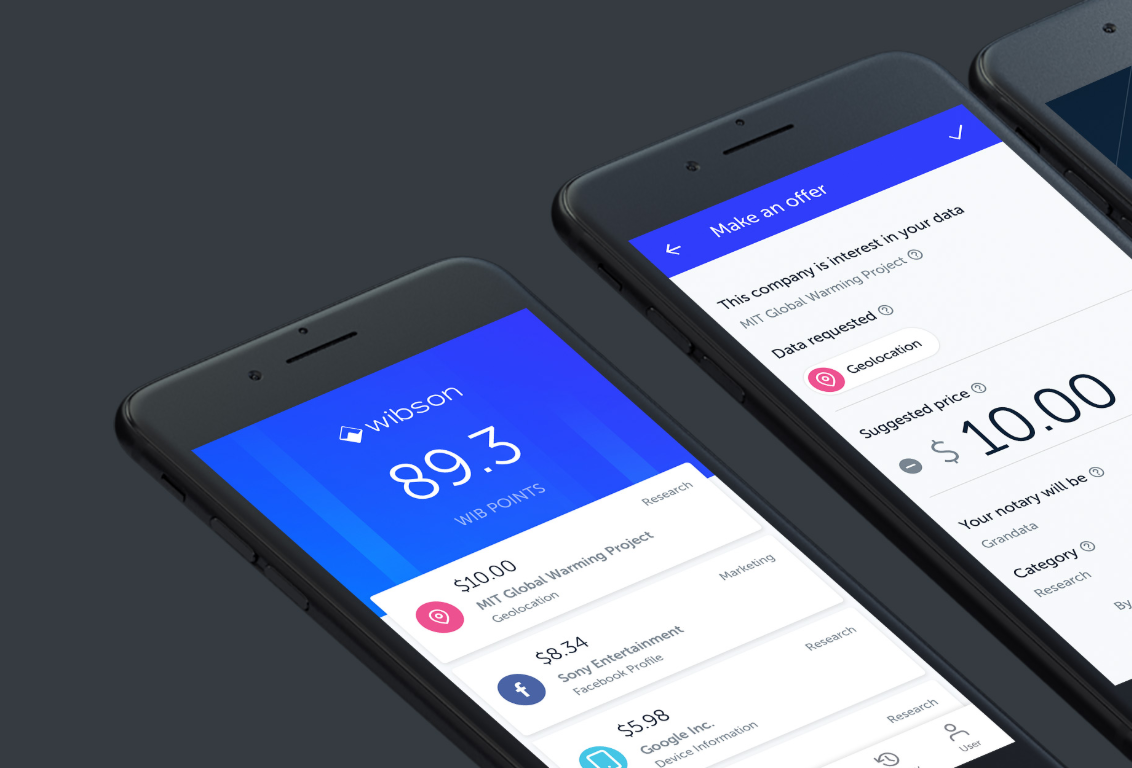 wibson
89.3
WIB POINTS
Research
$10.00
MIT Global Warming Project
Geolocation
Marketing
$8.34
Sony Entertainment
Facebook Profile
Research
$5.98
Google Inc.
Device Information
Research
User
Make an offer
This company is interest in your data
MIT Global Warming Project
Data requested
Geolocation
Suggested price
$ 10.00
Your notary will be
Grandata
Category
Research
By